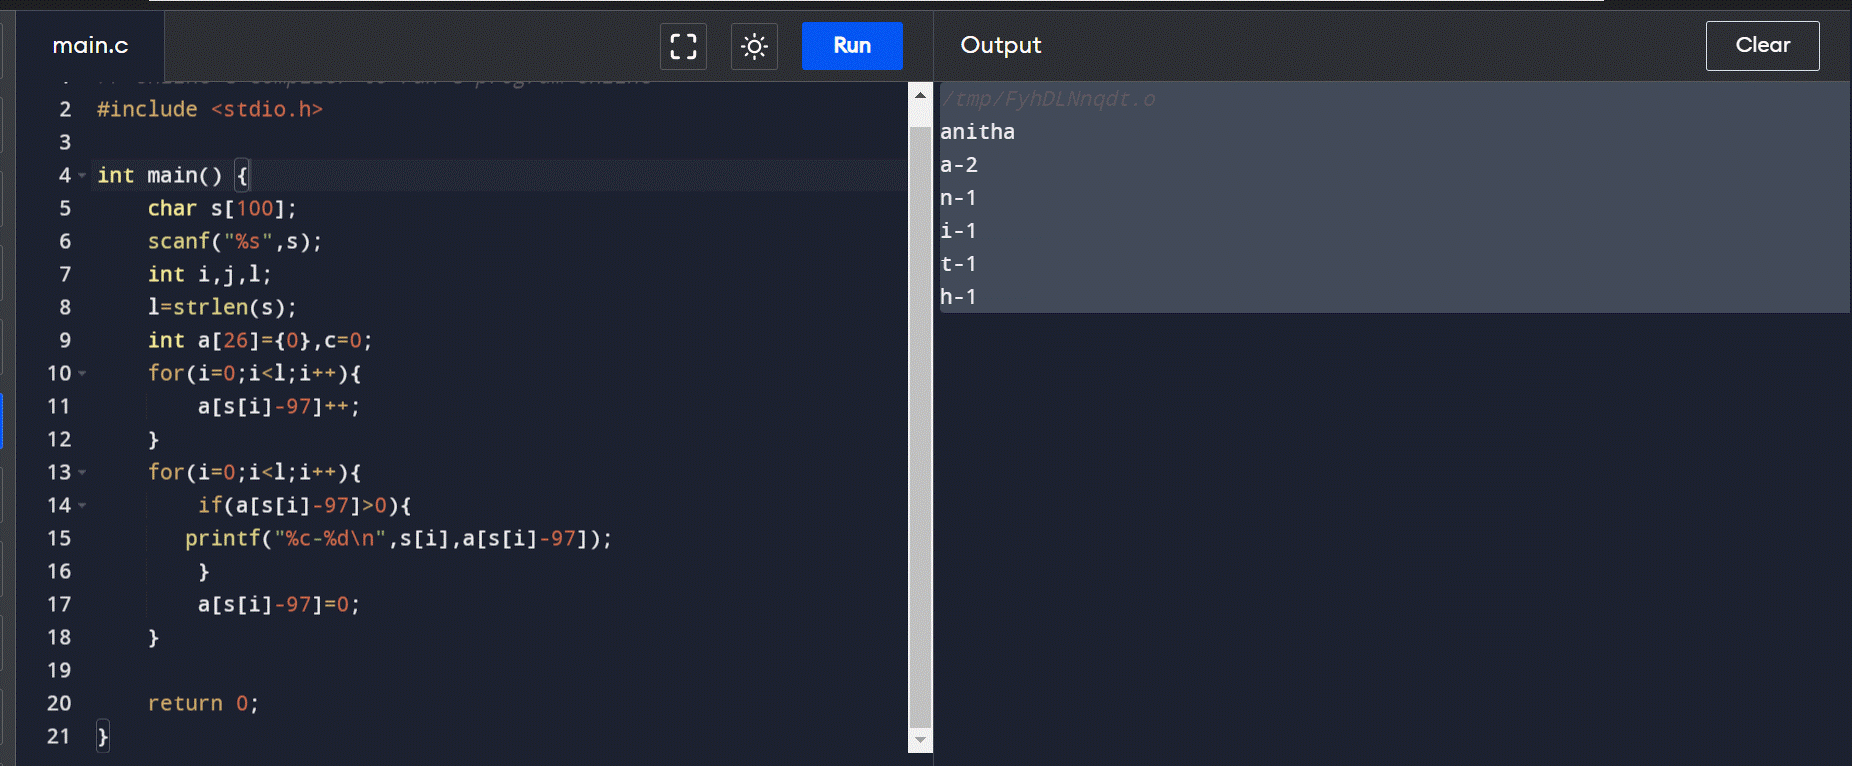 main.c
Run
Output
Clear
2 #include <stdio.h>
3
4 int main() {
5 char s[100];
6 scanf("%s",s);
7 int i,j,l;
8 l=strlen(s);
9 int a[26]={0},c=0;
10 for(i=0;i<l;i++){
11 a[s[i]-97]++;
12 }
13 for(i=0;i<l;i++){
14 if(a[s[i]-97]>0){
15 printf("%c-%d\n",s[i],a[s[i]-97]);
16 }
17 a[s[i]-97]=0;
18 }
19
20 return 0;
21 }
/tmp/FyhDLNnqdt.o
anitha
a-2
n-1
i-1
t-1
h-1